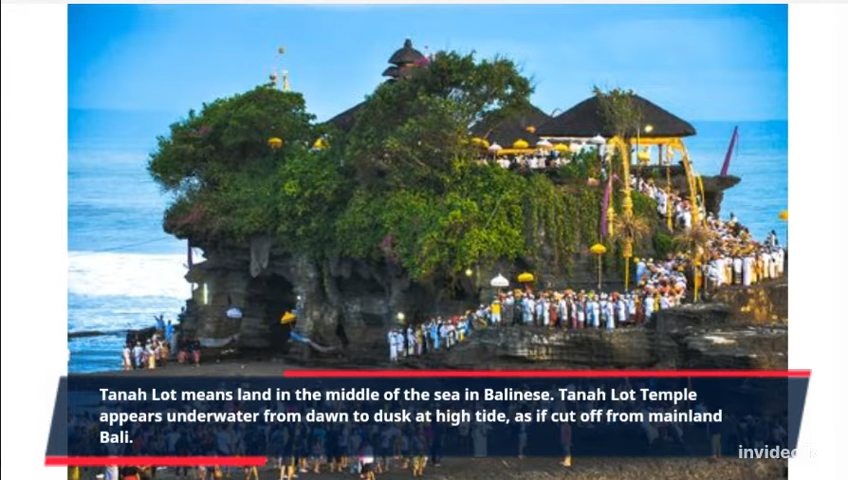 Tanah Lot means land in the middle of the sea in Balinese. Tanah Lot Temple
appears underwater from dawn to dusk at high tide, as if cut off from mainland
Bali.